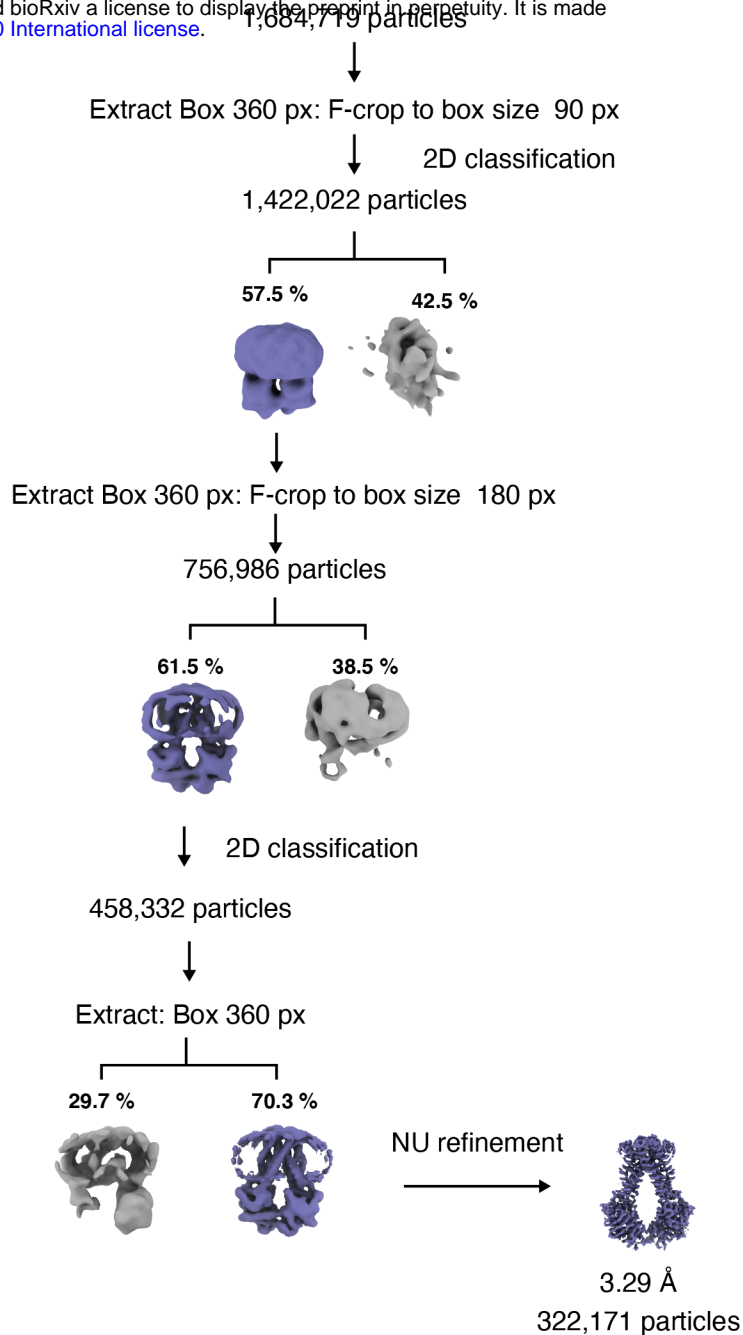 d bioRxiv a license to display the preprint in perpetuity. It is made
0 International license.
1,684,719 particles
Extract Box 360 px: F-crop to box size 90 px
2D classification
1,422,022 particles
57.5 %
42.5 %
Extract Box 360 px: F-crop to box size 180 px
756,986 particles
61.5 %
38.5 %
2D classification
458,332 particles
Extract: Box 360 px
29.7 %
70.3 %
NU refinement
3.29 Å
322,171 particles